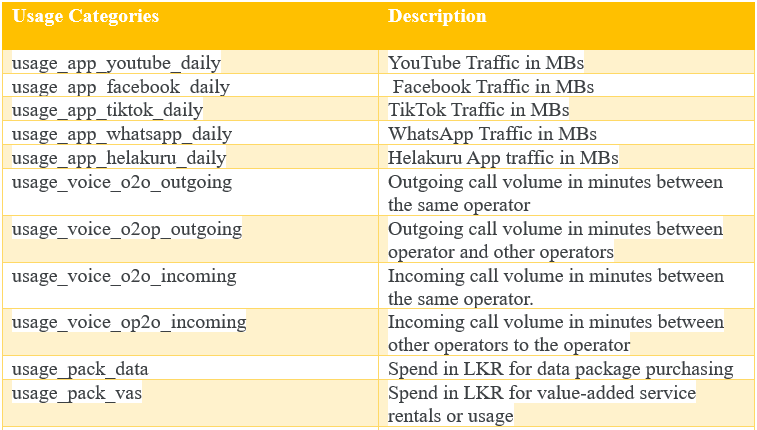 Usage Categories Description
usage_app_youtube_daily YouTube Traffic in MBs
usage_app_facebook_daily Facebook Traffic in MBs
usage_app_tiktok_daily TikTok Traffic in MBs
usage_app_whatsapp_daily WhatsApp Traffic in MBs
usage_app_helakuru_daily Helakuru App traffic in MBs
usage_voice_o2o_outgoing Outgoing call volume in minutes between
the same operator
usage_voice_o2op_outgoing Outgoing call volume in minutes between
operator and other operators
usage_voice_o2o_incoming Incoming call volume in minutes between
the same operator.
usage_voice_op2o_incoming Incoming call volume in minutes between
other operators to the operator
usage_pack_data Spend in LKR for data package purchasing
usage_pack_vas Spend in LKR for value-added service
rentals or usage